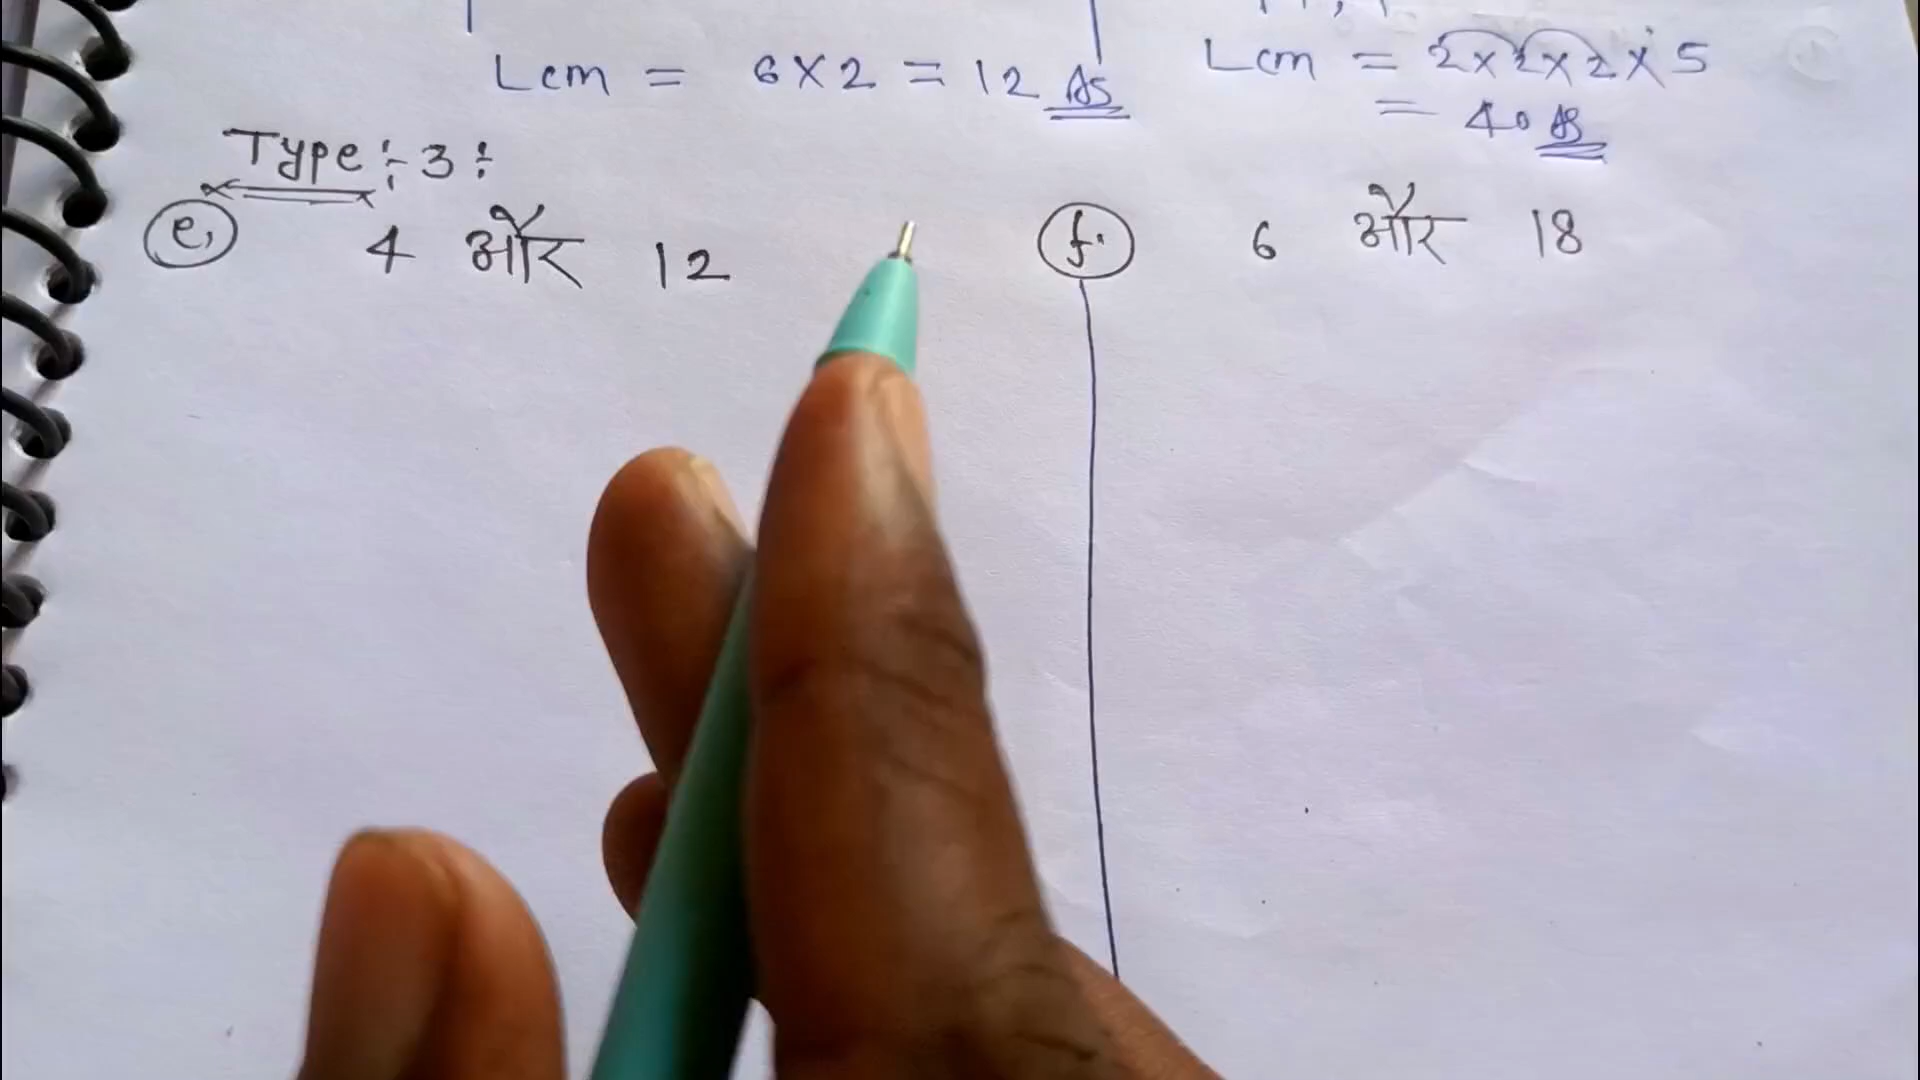 Lcm = 6 × 2 = 12 As
Lcm = 2 × 2 × 2 × 5
= 40 As
Type ÷ 3 :
e, 4 और 12
f. 6 और 18